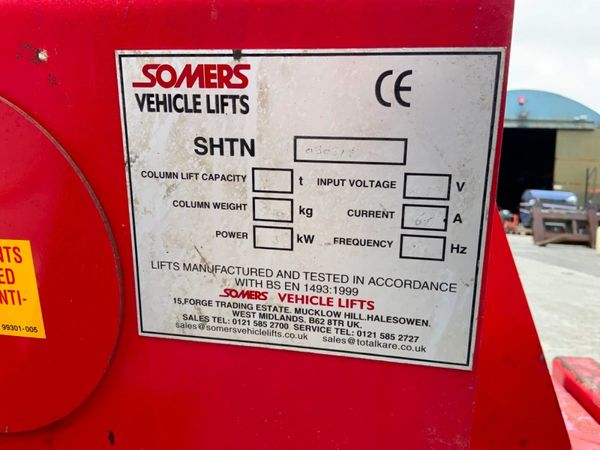 SOMERS
VEHICLE LIFTS
CE
SHTN
COLUMN LIFT CAPACITY t INPUT VOLTAGE V
COLUMN WEIGHT kg CURRENT A
POWER kW FREQUENCY Hz
LIFTS MANUFACTURED AND TESTED IN ACCORDANCE
WITH BS EN 1493:1999
SOMERS VEHICLE LIFTS
15,FORGE TRADING ESTATE. MUCKLOW HILL.HALESOWEN.
WEST MIDLANDS. B62 8TR UK.
SALES TEL: 0121 585 2700 SERVICE TEL: 0121 585 2727
sales@somersvehiclelifts.co.uk sales@totalkare.co.uk
NTS
ED
NTI-
99301-005